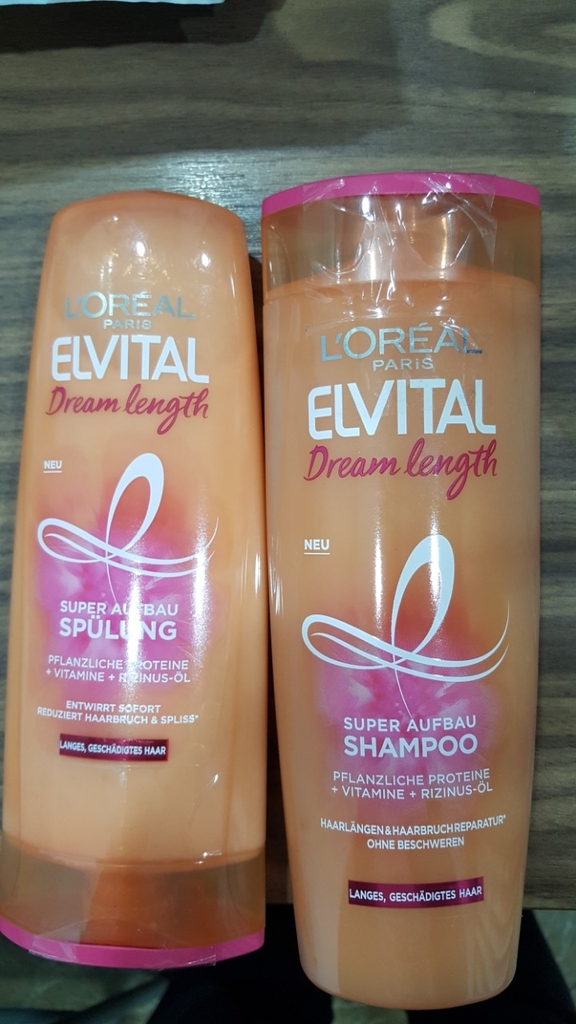 L'ORÉAL
PARIS
ELVITAL
Dream length
NEU
SUPER AUFBAU
SPÜLUNG
PFLANZLICHE PROTEINE
+ VITAMINE + RIZINUS-ÖL
ENTWIRRT SOFORT
REDUZIERT HAARBRUCH & SPLISS*
LANGES, GESCHÄDIGTES HAAR
L'ORÉAL
PARIS
ELVITAL
Dream length
NEU
SUPER AUFBAU
SHAMPOO
PFLANZLICHE PROTEINE
+ VITAMINE + RIZINUS-ÖL
HAARLÄNGEN & HAARBRUCH REPARATUR*
OHNE BESCHWEREN
LANGES, GESCHÄDIGTES HAAR